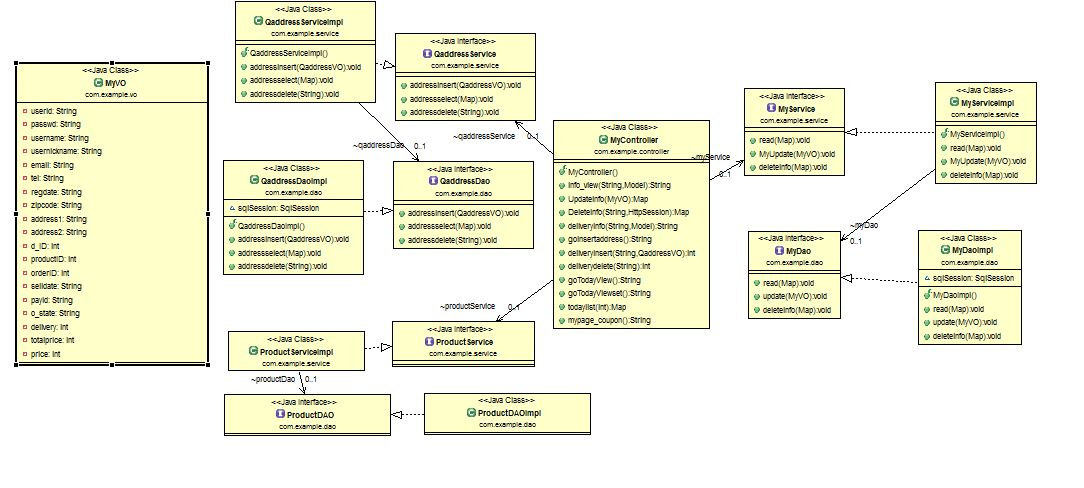 <<Java Class>>
MyVO
com.example.vo
userid: String
passwd: String
username: String
usernickname: String
email: String
tel: String
regdate: String
zipcode: String
address1: String
address2: String
d_ID: int
productID: int
orderID: int
selldate: String
payid: String
o_state: String
delivery: int
totalprice: int
price: int
<<Java Class>>
QaddressServiceImpl
com.example.service
QaddressServiceImpl()
addressinsert(QaddressVO):void
addressselect(Map):void
addressdelete(String):void
<<Java Interface>>
QaddressService
com.example.service
addressinsert(QaddressVO):void
addressselect(Map):void
addressdelete(String):void
~qaddressDao
0..1
~qaddressService
0..1
<<Java Class>>
QaddressDaoImpl
com.example.dao
sqlSession: SqlSession
QaddressDaoImpl()
addressinsert(QaddressVO):void
addressselect(Map):void
addressdelete(String):void
<<Java Interface>>
QaddressDao
com.example.dao
addressinsert(QaddressVO):void
addressselect(Map):void
addressdelete(String):void
<<Java Class>>
MyController
com.example.controller
MyController()
info_view(String,Model):String
UpdateInfo(MyVO):Map
DeleteInfo(String,HttpSession):Map
deliveryinfo(String,Model):String
goinsertaddress():String
deliveryinsert(String,QaddressVO):int
deliverydelete(String):int
goTodayView():String
goTodayViewset():String
todaylist(int):Map
mypage_coupon():String
~myService
0..1
<<Java Interface>>
MyService
com.example.service
read(Map):void
MyUpdate(MyVO):void
deleteInfo(Map):void
<<Java Class>>
MyServiceImpl
com.example.service
MyServiceImpl()
read(Map):void
MyUpdate(MyVO):void
deleteInfo(Map):void
~myDao
0..1
<<Java Interface>>
MyDao
com.example.dao
read(Map):void
update(MyVO):void
deleteInfo(Map):void
<<Java Class>>
MyDaoImpl
com.example.dao
sqlSession: SqlSession
MyDaoImpl()
read(Map):void
update(MyVO):void
deleteInfo(Map):void
~productService
0..1
<<Java Class>>
ProductServiceImpl
com.example.service
<<Java Interface>>
ProductService
com.example.service
~productDao
0..1
<<Java Interface>>
ProductDAO
com.example.dao
<<Java Class>>
ProductDAOImpl
com.example.dao